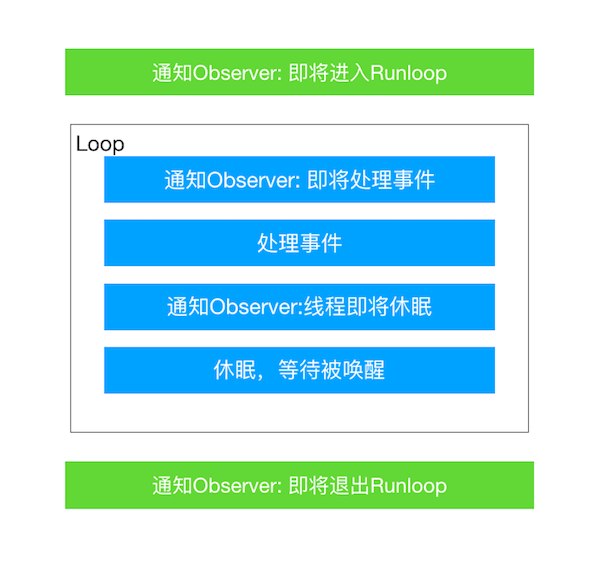 通知Observer: 即将进入Runloop
Loop
通知Observer: 即将处理事件
处理事件
通知Observer:线程即将休眠
休眠，等待被唤醒
通知Observer: 即将退出Runloop